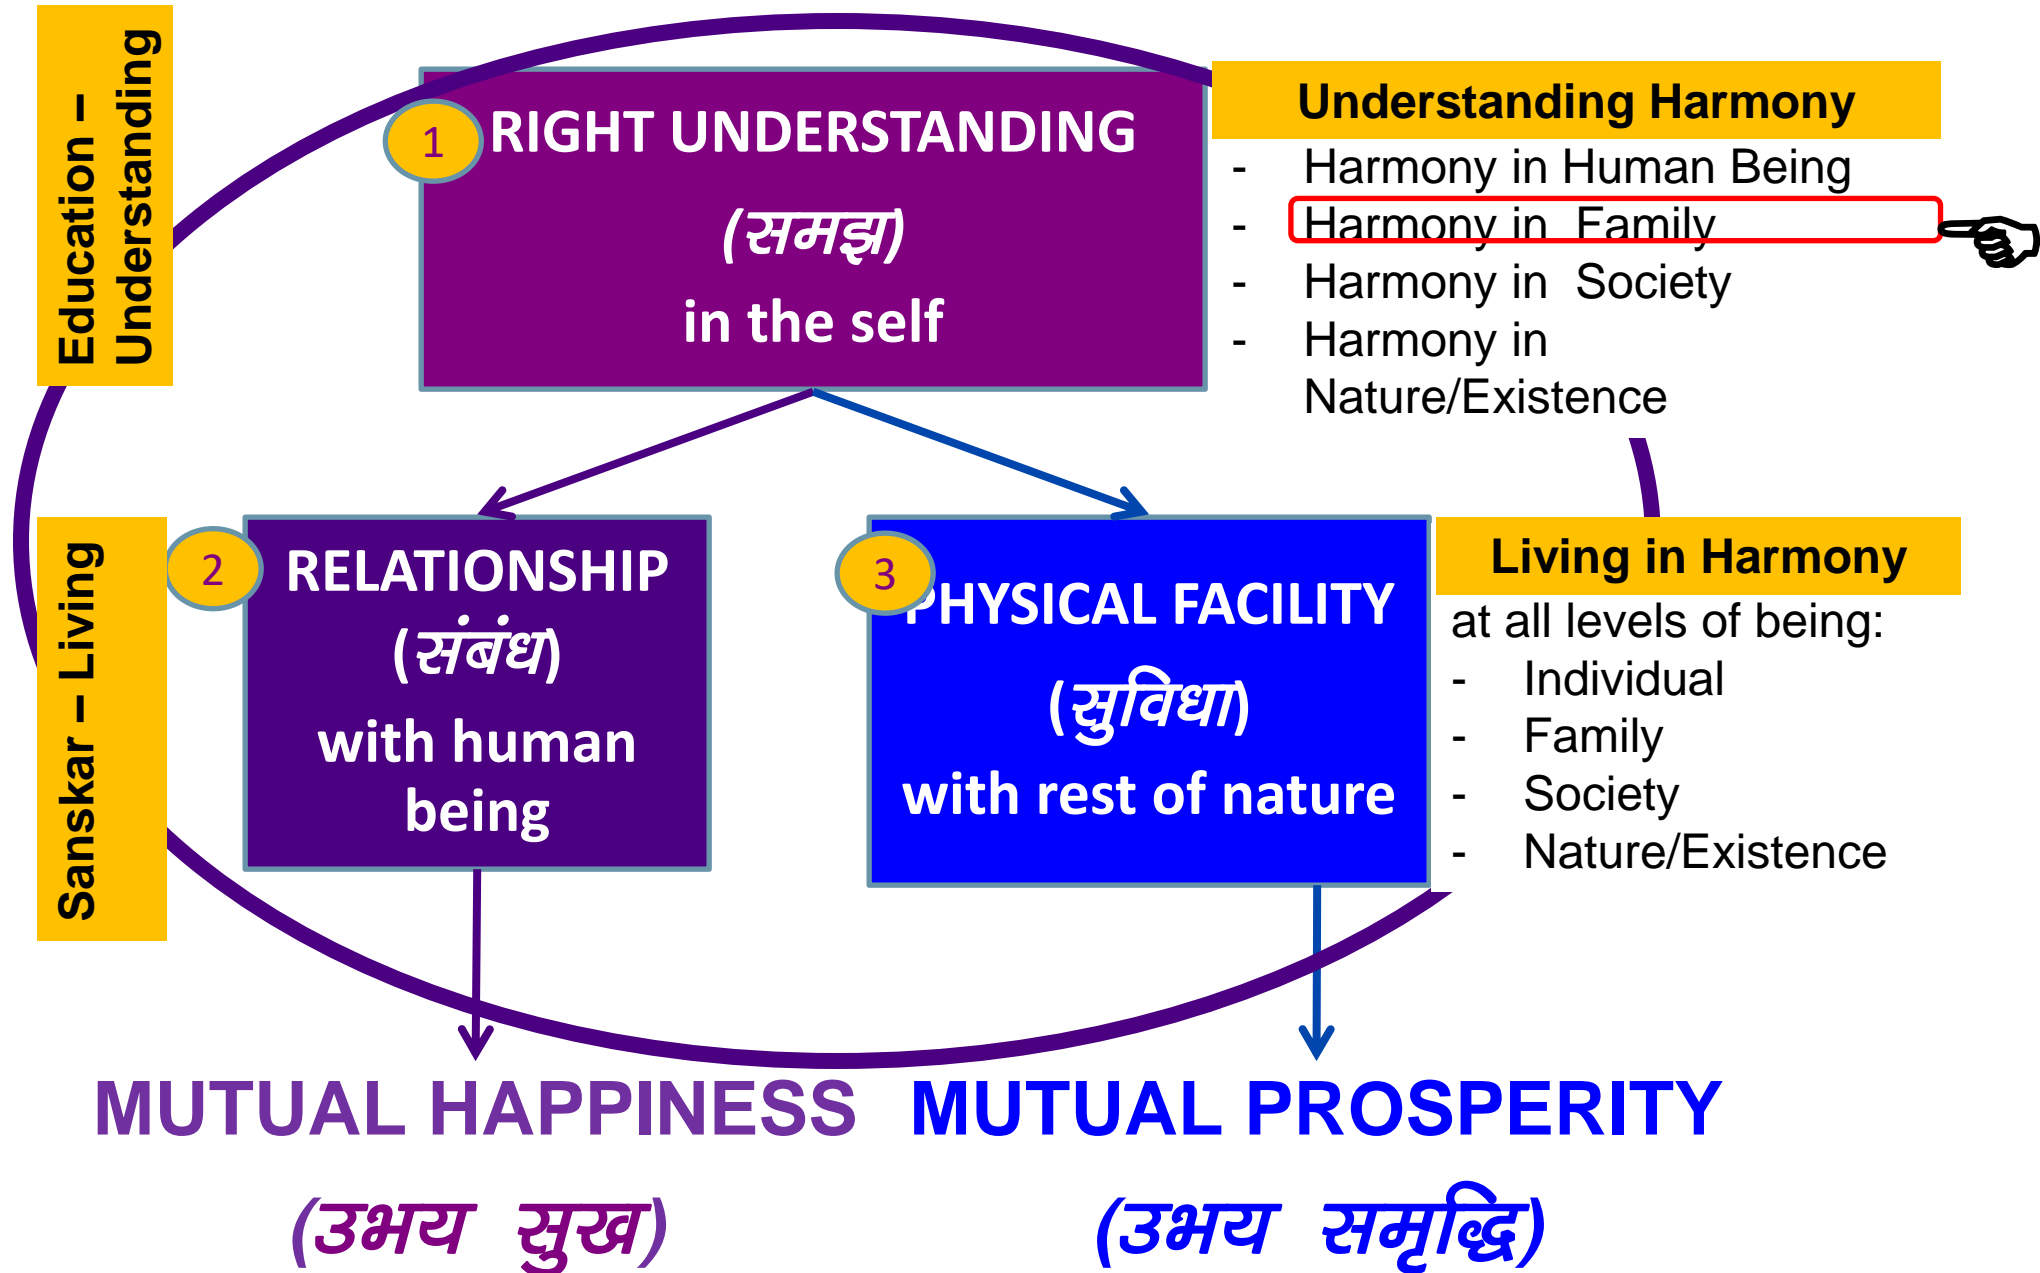 Education –
Understanding
1
RIGHT UNDERSTANDING
(समझ)
in the self
Understanding Harmony
- Harmony in Human Being
- Harmony in Family
- Harmony in Society
- Harmony in
Nature/Existence
Sanskar – Living
2
RELATIONSHIP
(संबंध)
with human
being
3
PHYSICAL FACILITY
(सुविधा)
with rest of nature
Living in Harmony
at all levels of being:
- Individual
- Family
- Society
- Nature/Existence
MUTUAL HAPPINESS
(उभय सुख)
MUTUAL PROSPERITY
(उभय समृद्धि)